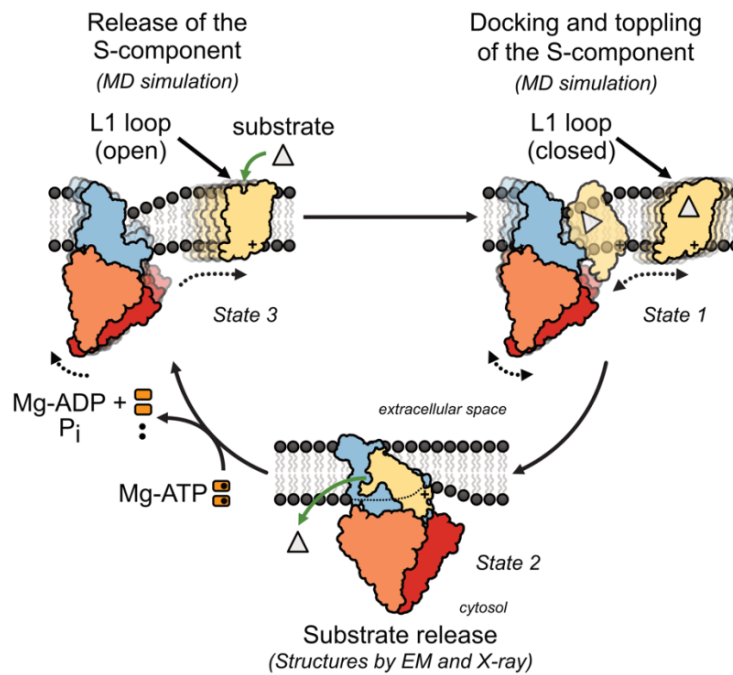 Release of the
S-component
(MD simulation)
L1 loop
(open)
substrate
State 3
Docking and toppling
of the S-component
(MD simulation)
L1 loop
(closed)
State 1
+
+
+
Mg-ADP +
Pi
Mg-ATP
extracellular space
+
State 2
cytosol
Substrate release
(Structures by EM and X-ray)